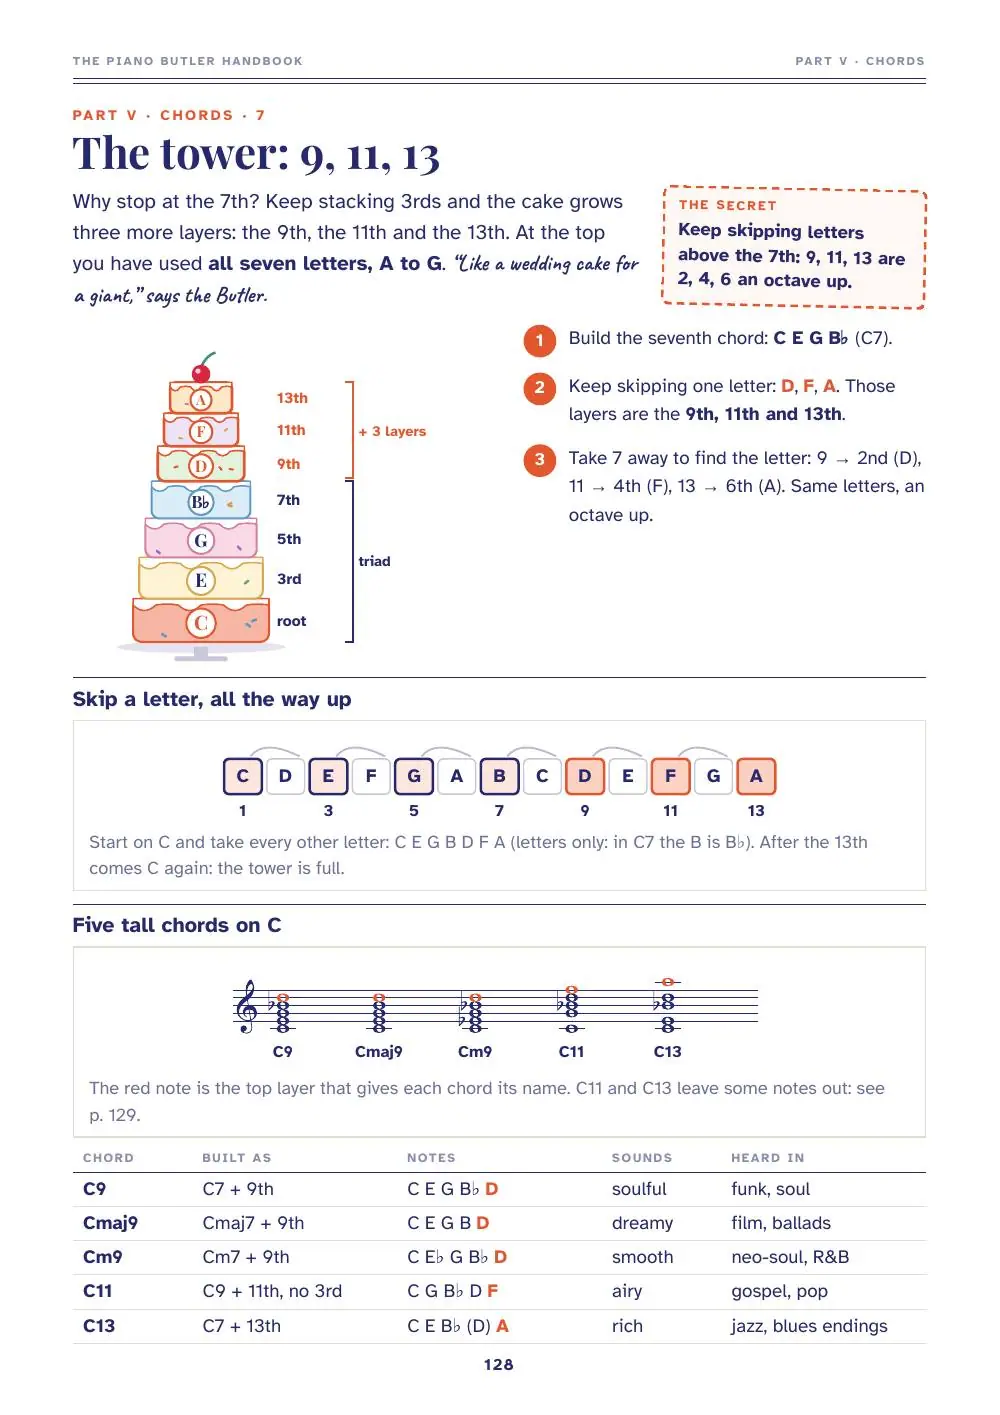 THE PIANO BUTLER HANDBOOK
PART V · CHORDS
PART V · CHORDS · 7
The tower: 9, 11, 13
Why stop at the 7th? Keep stacking 3rds and the cake grows
three more layers: the 9th, the 11th and the 13th. At the top
you have used all seven letters, A to G. “Like a wedding cake for
a giant,” says the Butler.
THE SECRET
Keep skipping letters
above the 7th: 9, 11, 13 are
2, 4, 6 an octave up.
A 13th
F 11th
D 9th
+ 3 layers
B♭ 7th
G 5th
E 3rd
C root
triad
1 Build the seventh chord: C E G B♭ (C7).
2 Keep skipping one letter: D, F, A. Those
layers are the 9th, 11th and 13th.
3 Take 7 away to find the letter: 9 → 2nd (D),
11 → 4th (F), 13 → 6th (A). Same letters, an
octave up.
Skip a letter, all the way up
C D E F G A B C D E F G A
1 3 5 7 9 11 13
Start on C and take every other letter: C E G B D F A (letters only: in C7 the B is B♭). After the 13th
comes C again: the tower is full.
Five tall chords on C
C9 Cmaj9 Cm9 C11 C13
The red note is the top layer that gives each chord its name. C11 and C13 leave some notes out: see
p. 129.
CHORD BUILT AS NOTES SOUNDS HEARD IN
C9 C7 + 9th C E G B♭ D soulful funk, soul
Cmaj9 Cmaj7 + 9th C E G B D dreamy film, ballads
Cm9 Cm7 + 9th C E♭ G B♭ D smooth neo-soul, R&B
C11 C9 + 11th, no 3rd C G B♭ D F airy gospel, pop
C13 C7 + 13th C E B♭ (D) A rich jazz, blues endings
128